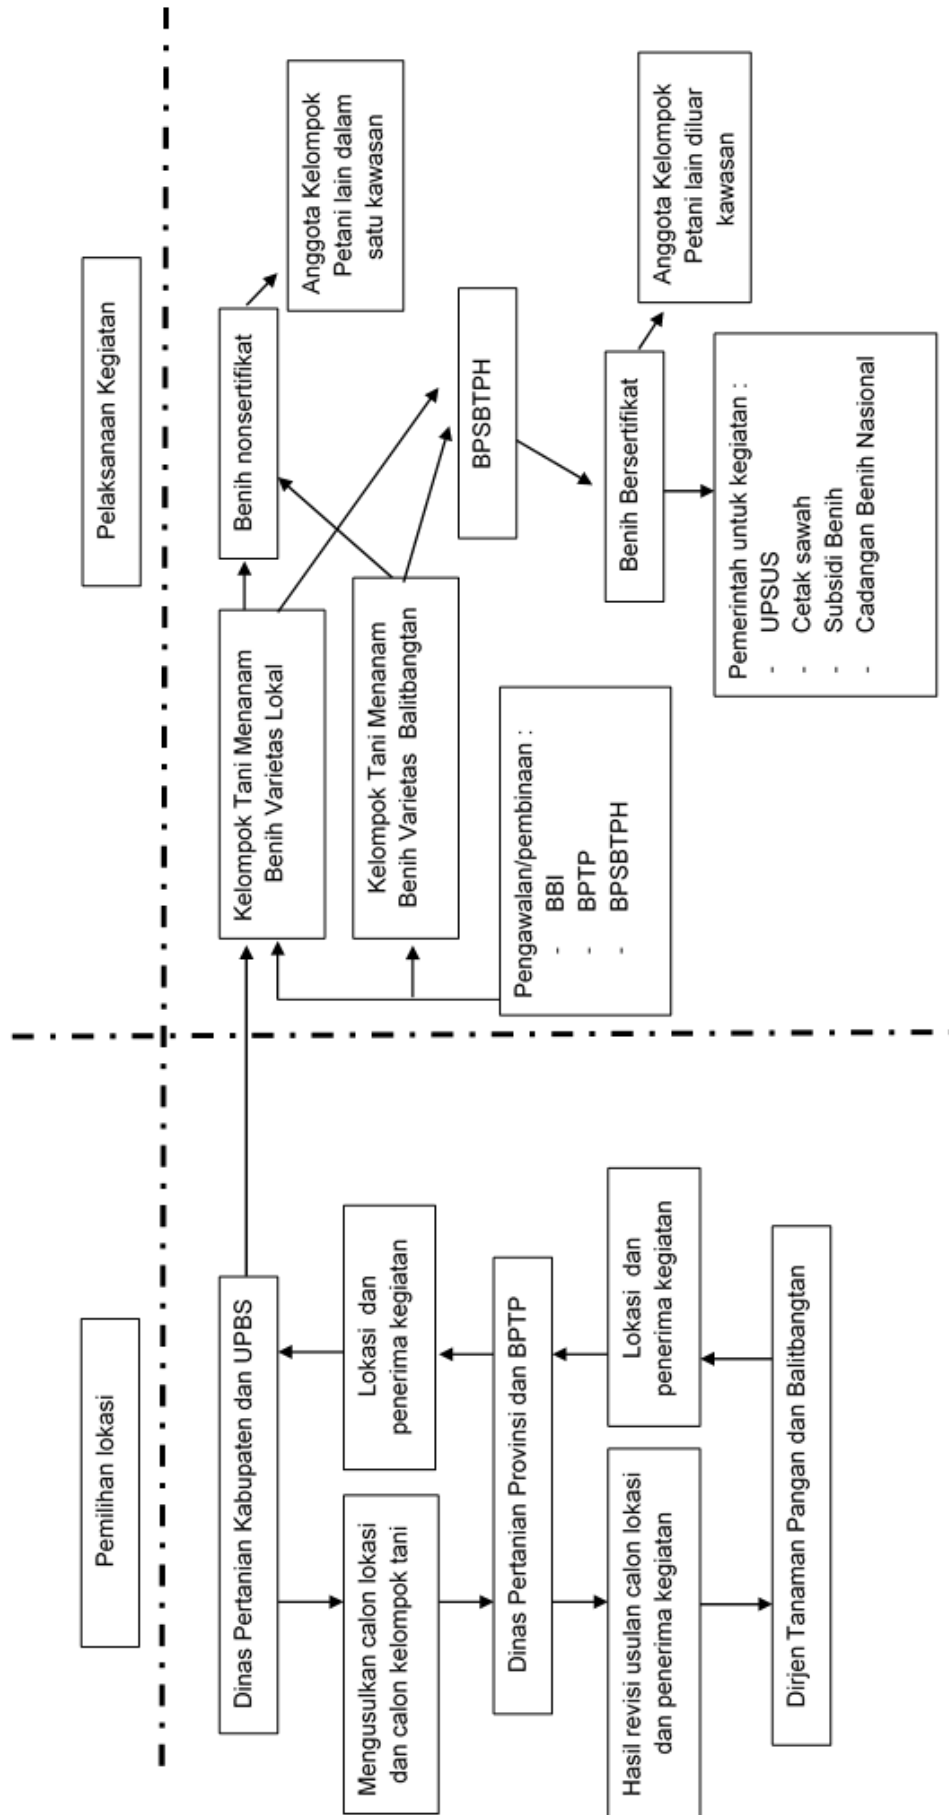 Pemilihan lokasi
Pelaksanaan Kegiatan
Dinas Pertanian Kabupaten dan UPBS
Mengusulkan calon lokasi
dan calon kelompok tani
Lokasi dan
penerima kegiatan
Dinas Pertanian Provinsi dan BPTP
Hasil revisi usulan calon lokasi
dan penerima kegiatan
Lokasi dan
penerima kegiatan
Dirjen Tanaman Pangan dan Balitbangtan
Kelompok Tani Menanam
Benih Varietas Lokal
Benih nonsertifikat
Anggota Kelompok
Petani lain dalam
satu kawasan
Kelompok Tani Menanam
Benih Varietas Balitbangtan
BPSBTPH
Pengawalan/pembinaan :
- BBI
- BPTP
- BPSBTPH
Benih Bersertifikat
Anggota Kelompok
Petani lain diluar
kawasan
Pemerintah untuk kegiatan :
- UPSUS
- Cetak sawah
- Subsidi Benih
- Cadangan Benih Nasional